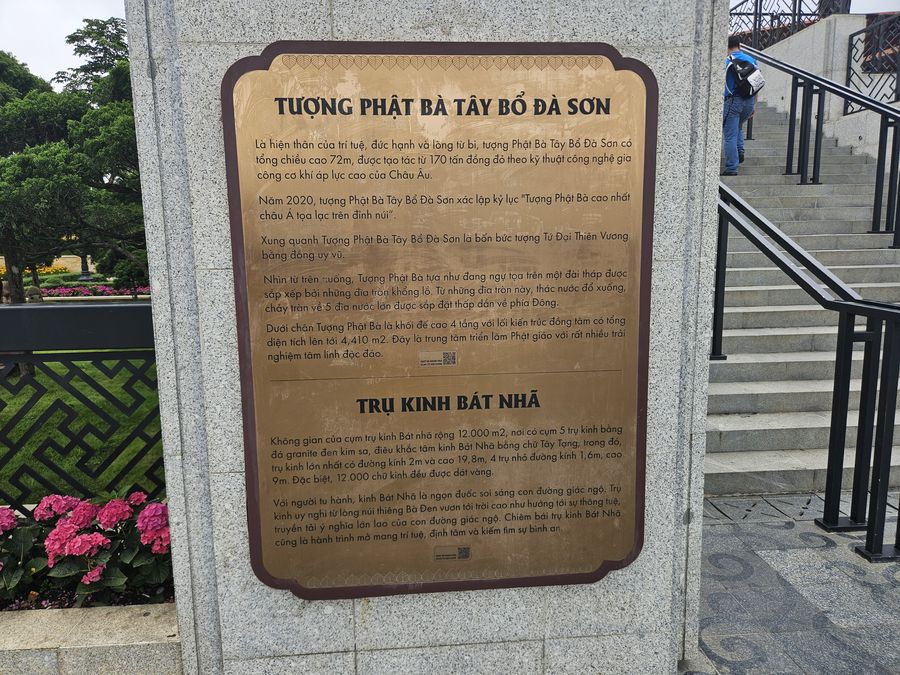 TƯỢNG PHẬT BÀ TÂY BỔ ĐÀ SƠN
Là hiện thân của trí tuệ, đức hạnh và lòng từ bi, tượng Phật Bà Tây Bổ Đà Sơn có
tổng chiều cao 72m, được tạo tác từ 170 tấn đồng đỏ theo kỹ thuật công nghệ gia
công cơ khí áp lực cao của Châu Âu.
Năm 2020, tượng Phật Bà Tây Bổ Đà Sơn xác lập kỷ lục "Tượng Phật Bà cao nhất
châu Á tọa lạc trên đỉnh núi".
Xung quanh Tượng Phật Bà Tây Bổ Đà Sơn là bốn bức tượng Tứ Đại Thiên Vương
bằng đồng uy vũ.
Nhìn từ trên xuống, Tượng Phật Bà tựa như đang ngự tọa trên một đài tháp được
sắp xếp bởi những đĩa tròn khổng lồ. Từ những đĩa tròn này, thác nước đổ xuống,
chảy tràn về 5 đĩa nước lớn được sắp đặt thấp dần về phía Đông.
Dưới chân Tượng Phật Bà là khối đế cao 4 tầng với lối kiến trúc đồng tâm có tổng
diện tích lên tới 4,410 m2. Đây là trung tâm triển lãm Phật giáo với rất nhiều trải
nghiệm tâm linh độc đáo.
TRỤ KINH BÁT NHÃ
Không gian của cụm trụ kinh Bát nhã rộng 12.000 m2, nơi có cụm 5 trụ kinh bằng
đá granite đen kim sa, điêu khắc tâm kinh Bát Nhã bằng chữ Tây Tạng, trong đó,
trụ kinh lớn nhất có đường kính 2m và cao 19,8m, 4 trụ nhỏ đường kính 1,6m, cao
9m. Đặc biệt, 12.000 chữ kinh đều được dát vàng.
Với người tu hành, kinh Bát Nhã là ngọn đuốc soi sáng con đường giác ngộ. Trụ
kinh uy nghi từ lòng núi thiêng Bà Đen vươn tới trời cao như hướng tới sự thông tuệ,
truyền tải ý nghĩa lớn lao của con đường giác ngộ. Chiêm bái trụ kinh Bát Nhã
cũng là hành trình mở mang trí tuệ, định tâm và kiếm tìm sự bình an.